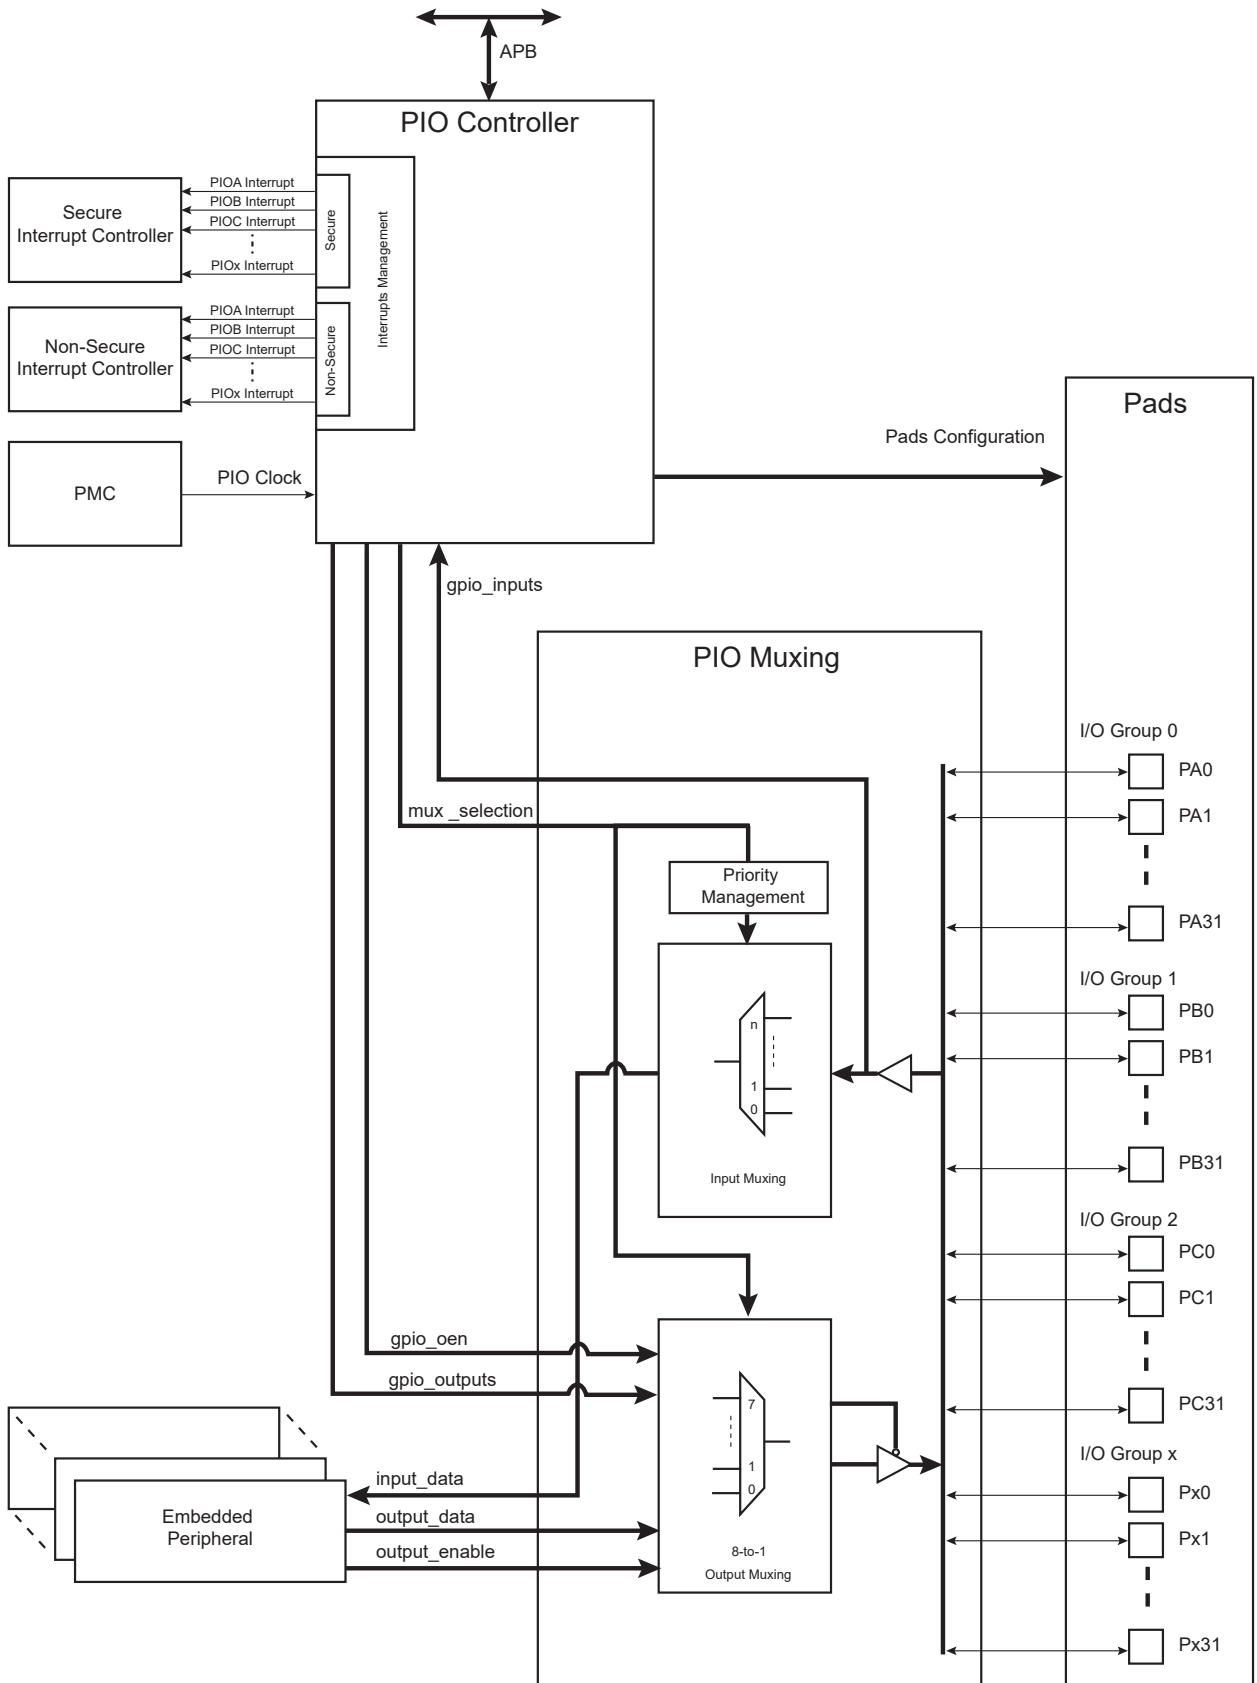 APB
PIO Controller
PIOA Interrupt
PIOB Interrupt
PIOC Interrupt
PIOx Interrupt
Secure
Interrupt Controller
Secure
Interrupts Management
PIOA Interrupt
PIOB Interrupt
PIOC Interrupt
PIOx Interrupt
Non-Secure
Interrupt Controller
Non-Secure
PMC
PIO Clock
Pads Configuration
Pads
gpio_inputs
PIO Muxing
mux _selection
Priority
Management
n
1
0
Input Muxing
gpio_oen
gpio_outputs
7
1
0
8-to-1
Output Muxing
input_data
output_data
output_enable
Embedded
Peripheral
I/O Group 0
PA0
PA1
PA31
I/O Group 1
PB0
PB1
PB31
I/O Group 2
PC0
PC1
PC31
I/O Group x
Px0
Px1
Px31